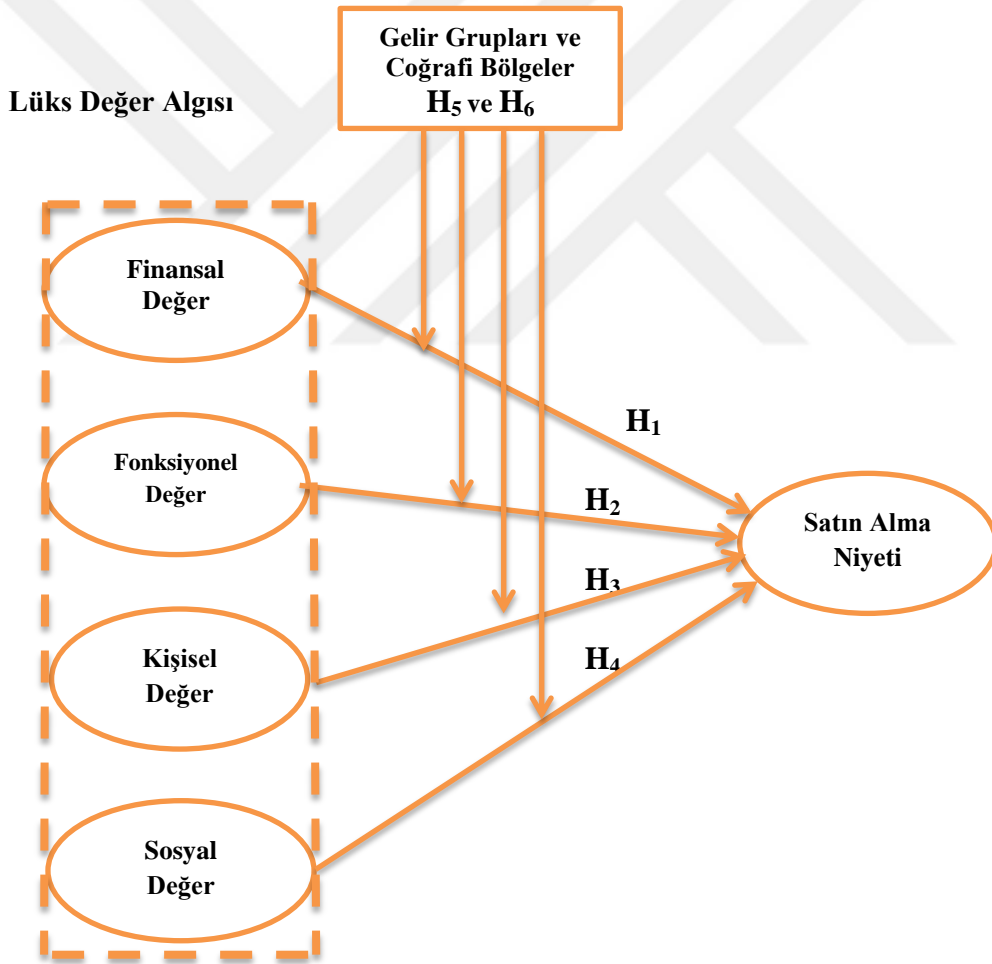 Gelir Grupları ve
Coğrafi Bölgeler
H₅ ve H₆
Lüks Değer Algısı
Finansal
Değer
H₁
Fonksiyonel
Değer
H₂
Satın Alma
Niyeti
H₃
Kişisel
Değer
H₄
Sosyal
Değer